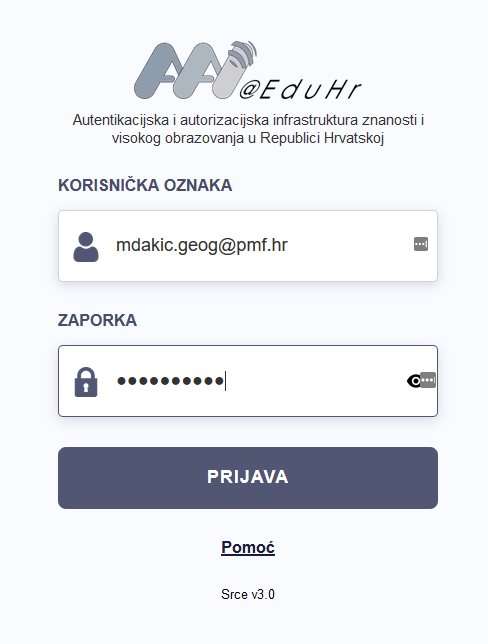 AAI@EduHr
Autentikacijska i autorizacijska infrastruktura znanosti i
visokog obrazovanja u Republici Hrvatskoj
KORISNIČKA OZNAKA
mdakic.geog@pmf.hr
ZAPORKA
••••••••••
PRIJAVA
Pomoć
Srce v3.0